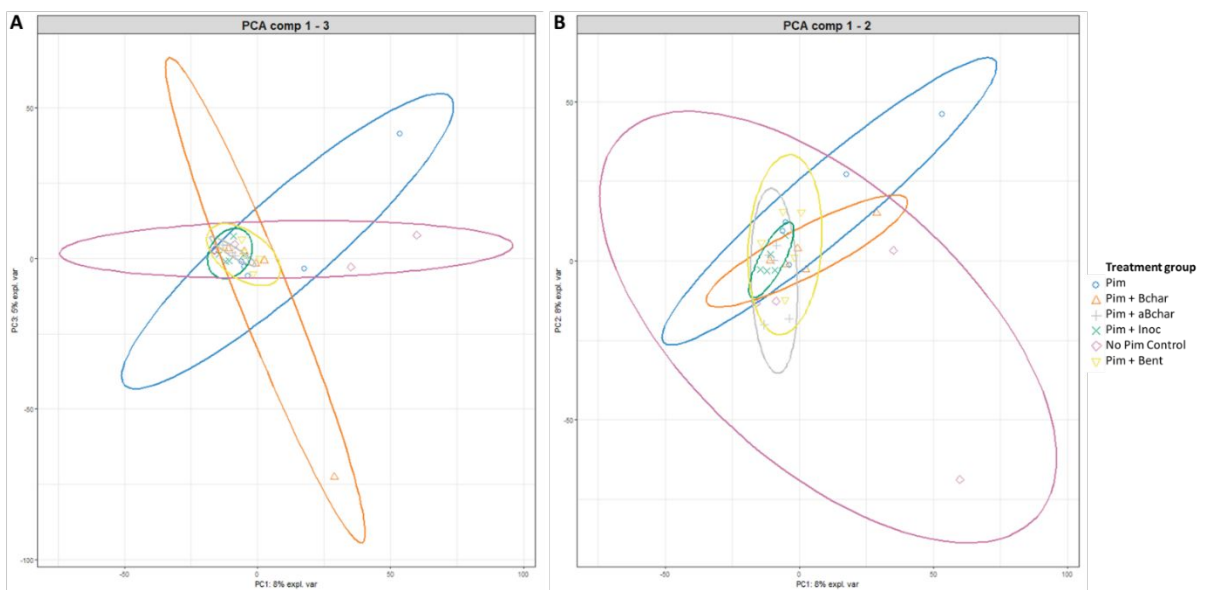 A
PCA comp 1 - 3
50
0
-50
-100
-50
0
50
100
PC3: 5% expl. var
PC1: 8% expl. var
B
PCA comp 1 - 2
50
0
-50
-50
0
50
100
PC2: 8% expl. var
PC1: 8% expl. var
Treatment group
Pim
Pim + Bchar
Pim + aBchar
Pim + Inoc
No Pim Control
Pim + Bent